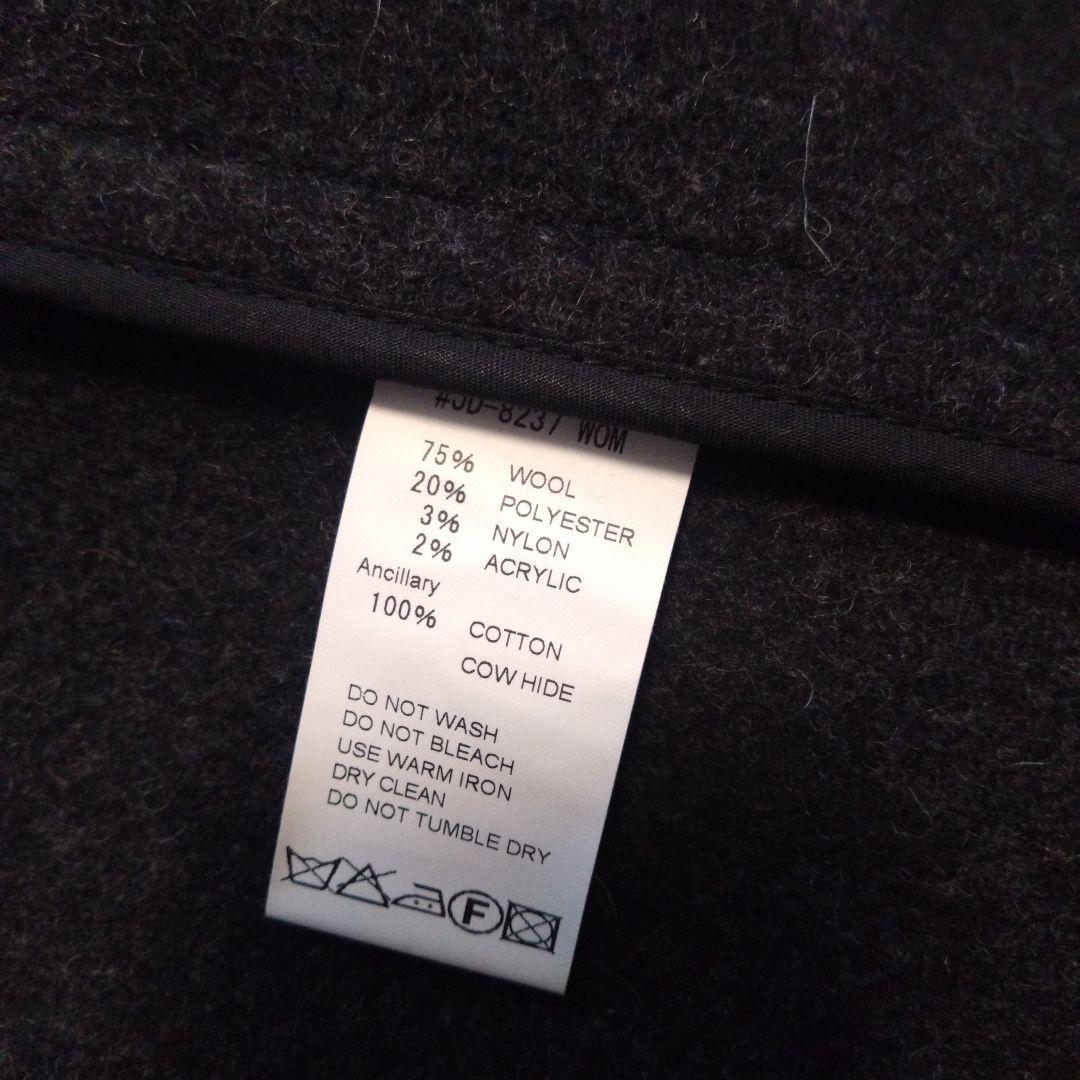 #JD-8237 WOM
75% WOOL
20% POLYESTER
3% NYLON
2% ACRYLIC
Ancillary
100% COTTON
COW HIDE
DO NOT WASH
DO NOT BLEACH
USE WARM IRON
DRY CLEAN
DO NOT TUMBLE DRY
F